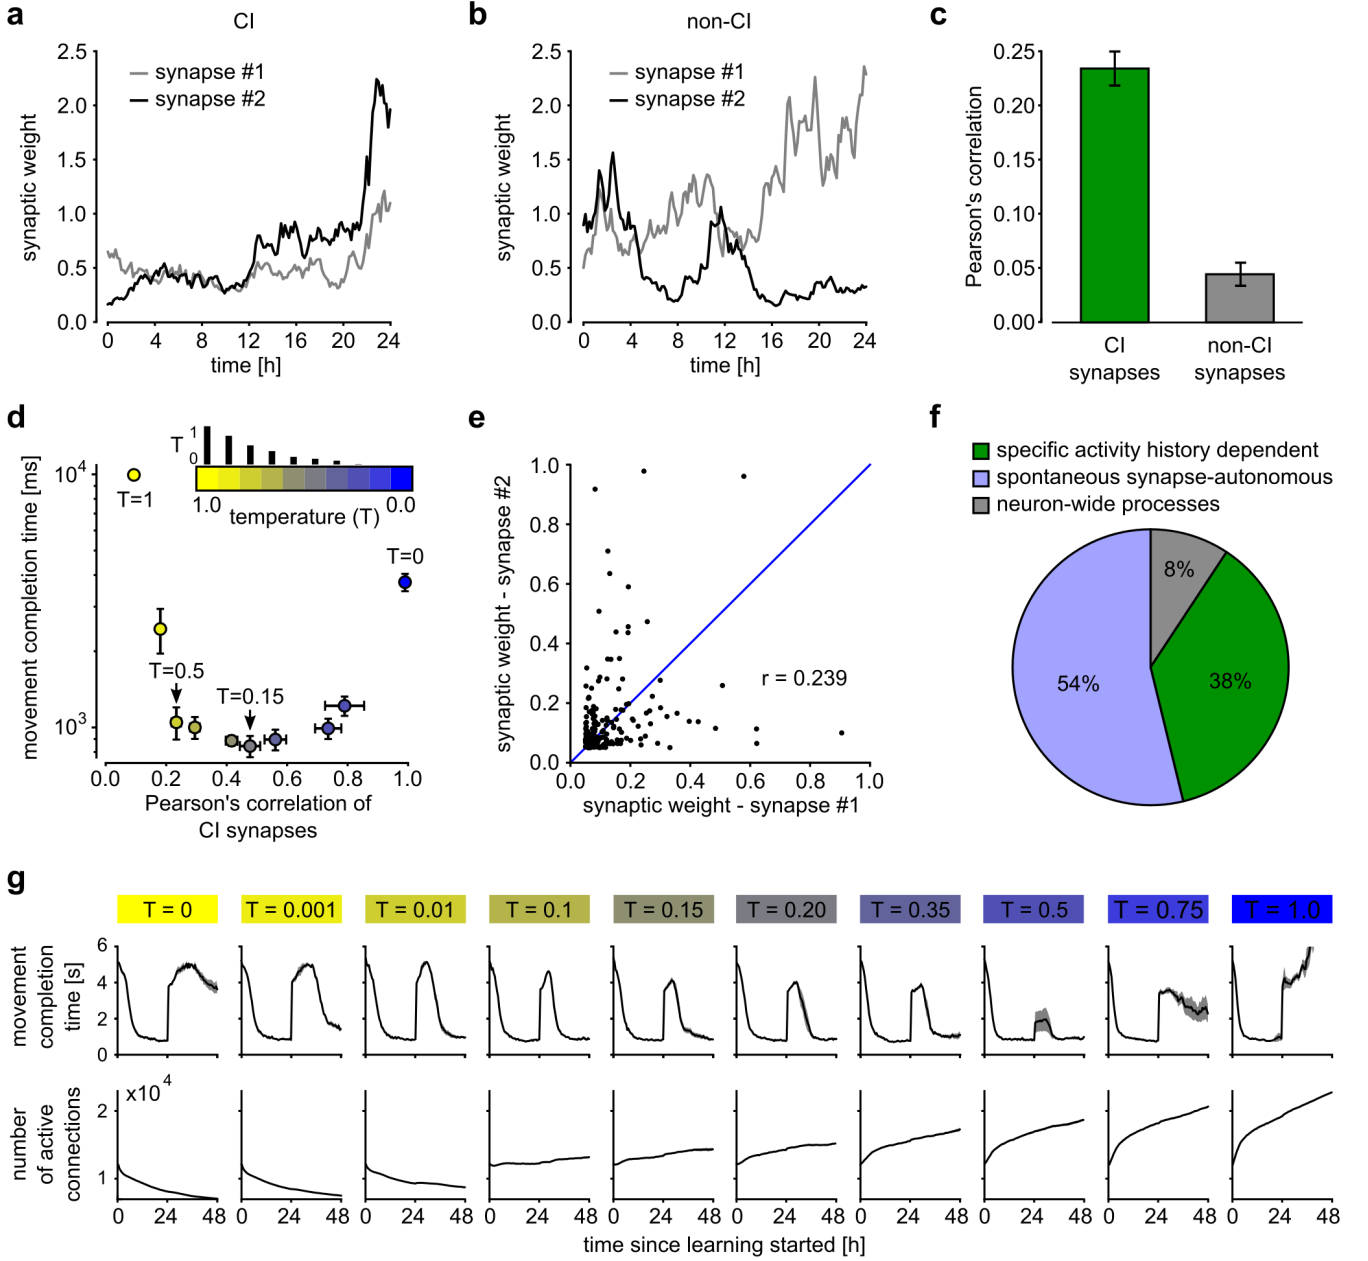 a
CI
2.5
2.0
1.5
1.0
0.5
0.0
synaptic weight
synapse #1
synapse #2
0 4 8 12 16 20 24
time [h]
b
non-CI
2.5
2.0
1.5
1.0
0.5
0.0
synaptic weight
synapse #1
synapse #2
0 4 8 12 16 20 24
time [h]
c
0.25
0.20
0.15
0.10
0.05
0.00
Pearson's correlation
CI
synapses
non-CI
synapses
d
movement completion time [ms]
10^4
10^3
T 1
0
1.0 0.0
temperature (T)
T=1
T=0
T=0.5
T=0.15
0.0 0.2 0.4 0.6 0.8 1.0
Pearson's correlation of
CI synapses
e
synaptic weight - synapse #2
1.0
0.8
0.6
0.4
0.2
0.0
r = 0.239
0.0 0.2 0.4 0.6 0.8 1.0
synaptic weight - synapse #1
f
specific activity history dependent
spontaneous synapse-autonomous
neuron-wide processes
8%
54%
38%
g
T = 0 T = 0.001 T = 0.01 T = 0.1 T = 0.15 T = 0.20 T = 0.35 T = 0.5 T = 0.75 T = 1.0
movement
completion
time [s]
6
4
2
0
number
of active
connections
x10^4
2
1
0 24 48 0 24 48 0 24 48 0 24 48 0 24 48 0 24 48 0 24 48 0 24 48 0 24 48 0 24 48
time since learning started [h]